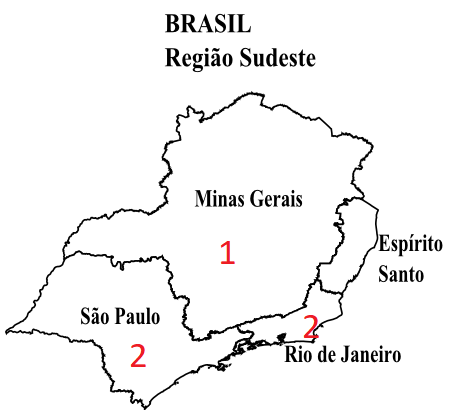 BRASIL
Região Sudeste
Minas Gerais
1
Espírito
Santo
São Paulo
2
2
Rio de Janeiro